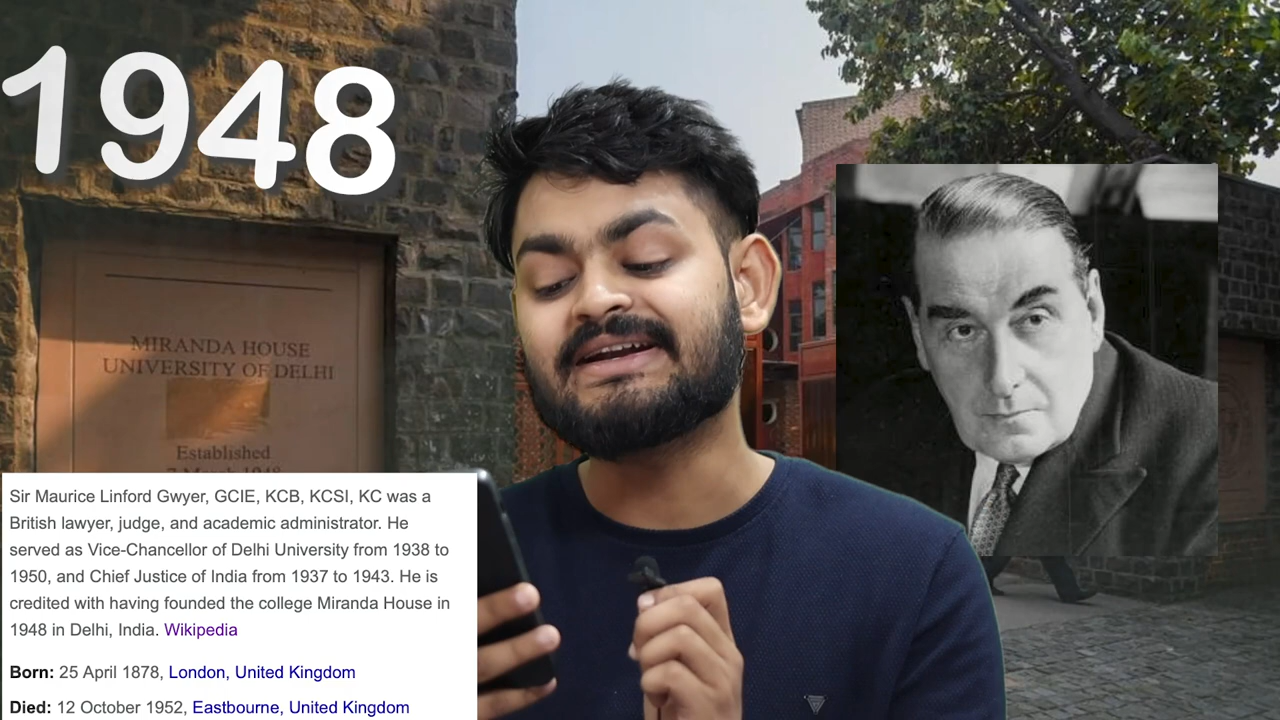 1948
MIRANDA HOUSE
UNIVERSITY OF DELHI
Established
7 March 1948
Sir Maurice Linford Gwyer, GCIE, KCB, KCSI, KC was a
British lawyer, judge, and academic administrator. He
served as Vice-Chancellor of Delhi University from 1938 to
1950, and Chief Justice of India from 1937 to 1943. He is
credited with having founded the college Miranda House in
1948 in Delhi, India. Wikipedia
Born: 25 April 1878, London, United Kingdom
Died: 12 October 1952, Eastbourne, United Kingdom